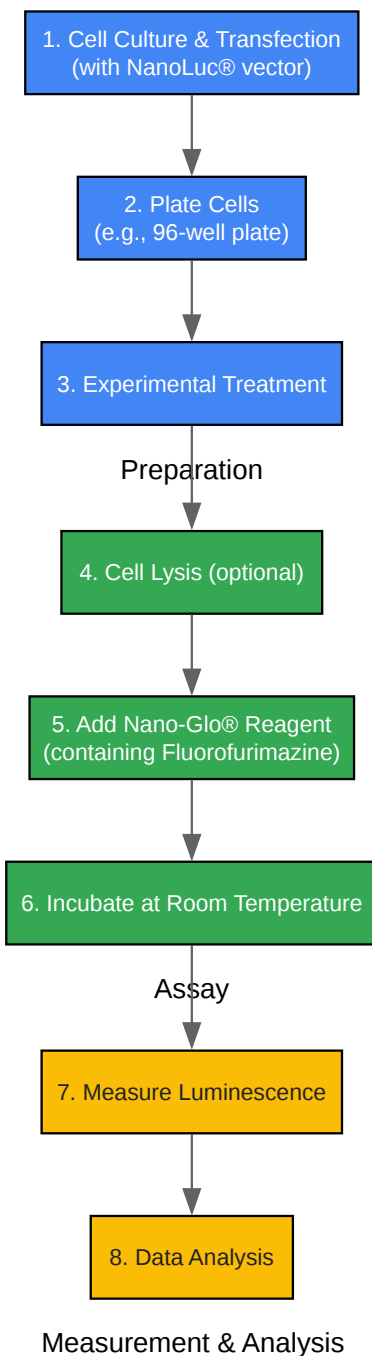 1. Cell Culture & Transfection
(with NanoLuc® vector)
2. Plate Cells
(e.g., 96-well plate)
3. Experimental Treatment
Preparation
4. Cell Lysis (optional)
5. Add Nano-Glo® Reagent
(containing Fluorofurimazine)
6. Incubate at Room Temperature
Assay
7. Measure Luminescence
8. Data Analysis
Measurement & Analysis